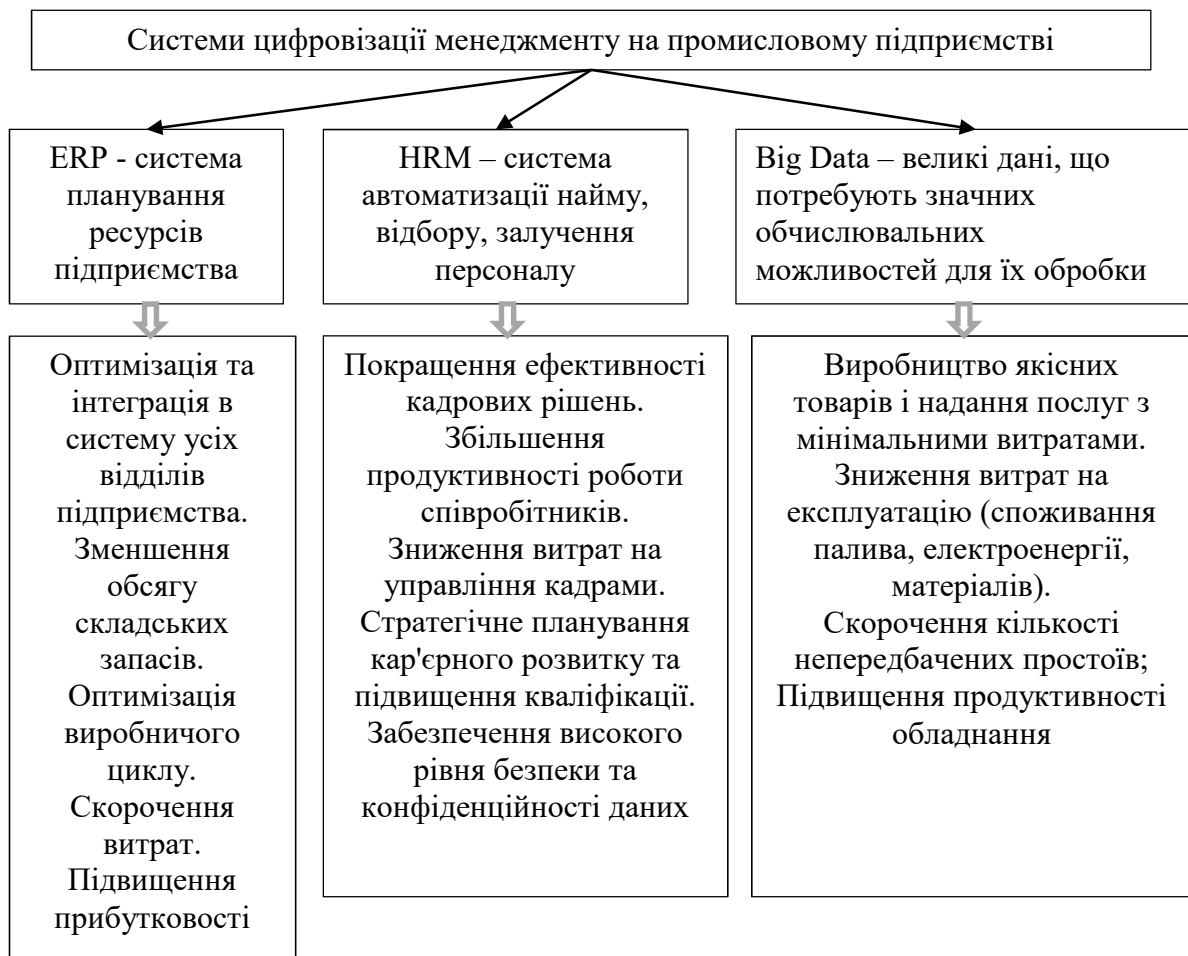 Системи цифровізації менеджменту на промисловому підприємстві
ERP - система
планування
ресурсів
підприємства
HRM – система
автоматизації найму,
відбору, залучення
персоналу
Big Data – великі дані, що
потребують значних
обчислювальних
можливостей для їх обробки
Оптимізація та
інтеграція в
систему усіх
відділів
підприємства.
Зменшення
обсягу
складських
запасів.
Оптимізація
виробничого
циклу.
Скорочення
витрат.
Підвищення
прибутковості
Покращення ефективності
кадрових рішень.
Збільшення
продуктивності роботи
співробітників.
Зниження витрат на
управління кадрами.
Стратегічне планування
кар'єрного розвитку та
підвищення кваліфікації.
Забезпечення високого
рівня безпеки та
конфіденційності даних
Виробництво якісних
товарів і надання послуг з
мінімальними витратами.
Зниження витрат на
експлуатацію (споживання
палива, електроенергії,
матеріалів).
Скорочення кількості
непередбачених простоїв;
Підвищення продуктивності
обладнання